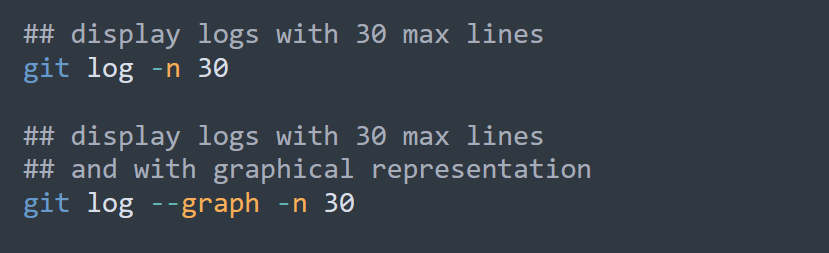 ## display logs with 30 max lines
git log -n 30
## display logs with 30 max lines
## and with graphical representation
git log --graph -n 30